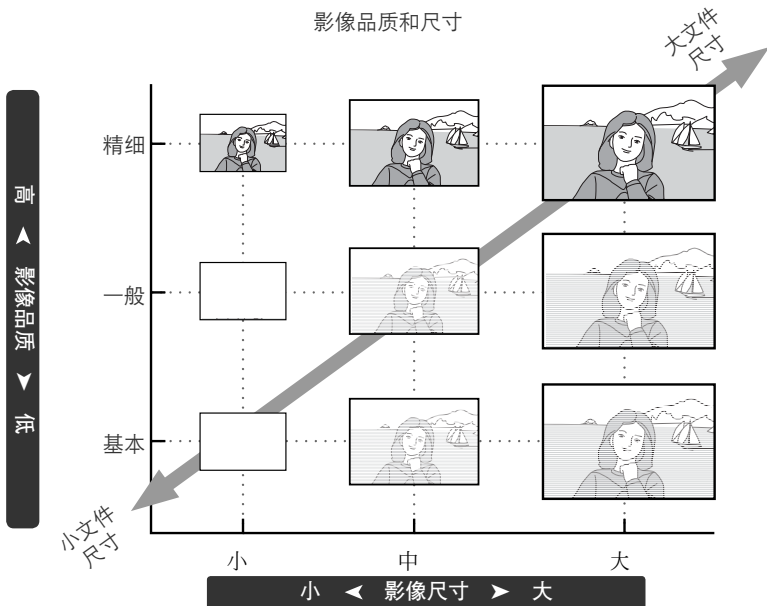 影像品质和尺寸
大文件
尺寸
精细
一般
基本
高 ➤ 影像品质 ➤ 低
小文件
尺寸
小 中 大
小 ➤ 影像尺寸 ➤ 大